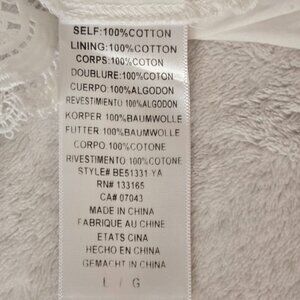 SELF:100%COTTON
LINING:100%COTTON
CORPS:100%COTON
DOUBLURE:100%COTON
CUERPO:100%ALGODON
REVESTIMIENTO 100%ALGODON
KORPER 100%BAUMWOLLE
FUTTER 100%BAUMWOLLE
CORPO:100%COTONE
RIVESTIMENTO 100%COTONE
STYLE# BE51331 YA
RN# 133165
CA# 07043
MADE IN CHINA
FABRIQUE AU CHINE
ETATS CINA
HECHO EN CHINA
GEMACHT IN CHINA
L / G